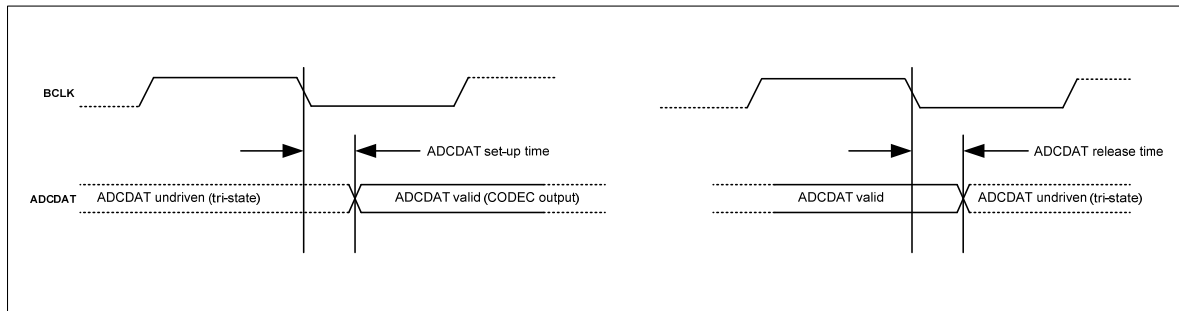 BCLK
ADCDAT set-up time
ADCDAT release time
ADCDAT
ADCDAT undriven (tri-state)
ADCDAT valid (CODEC output)
ADCDAT valid
ADCDAT undriven (tri-state)